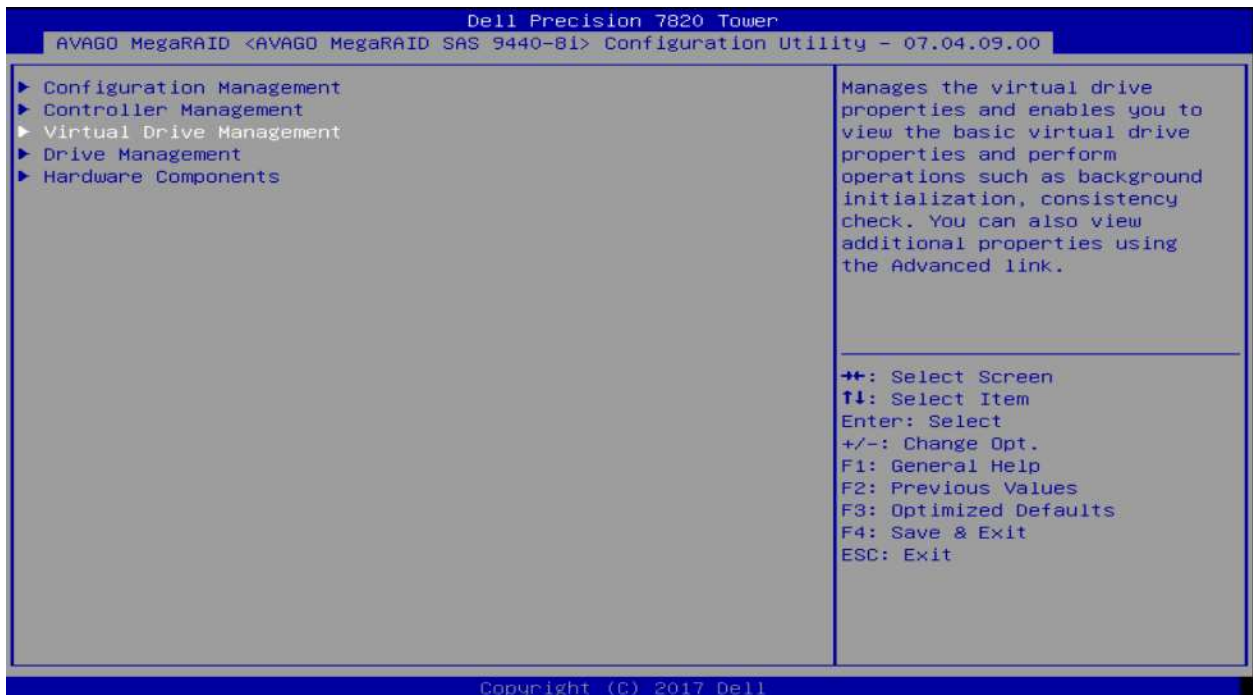 Dell Precision 7820 Tower
AVAGO MegaRAID <AVAGO MegaRAID SAS 9440-8i> Configuration Utility - 07.04.09.00
▶ Configuration Management
▶ Controller Management
▶ Virtual Drive Management
▶ Drive Management
▶ Hardware Components
Manages the virtual drive
properties and enables you to
view the basic virtual drive
properties and perform
operations such as background
initialization, consistency
check. You can also view
additional properties using
the Advanced link.
→←: Select Screen
↑↓: Select Item
Enter: Select
+/-: Change Opt.
F1: General Help
F2: Previous Values
F3: Optimized Defaults
F4: Save & Exit
ESC: Exit
Copyright (C) 2017 Dell